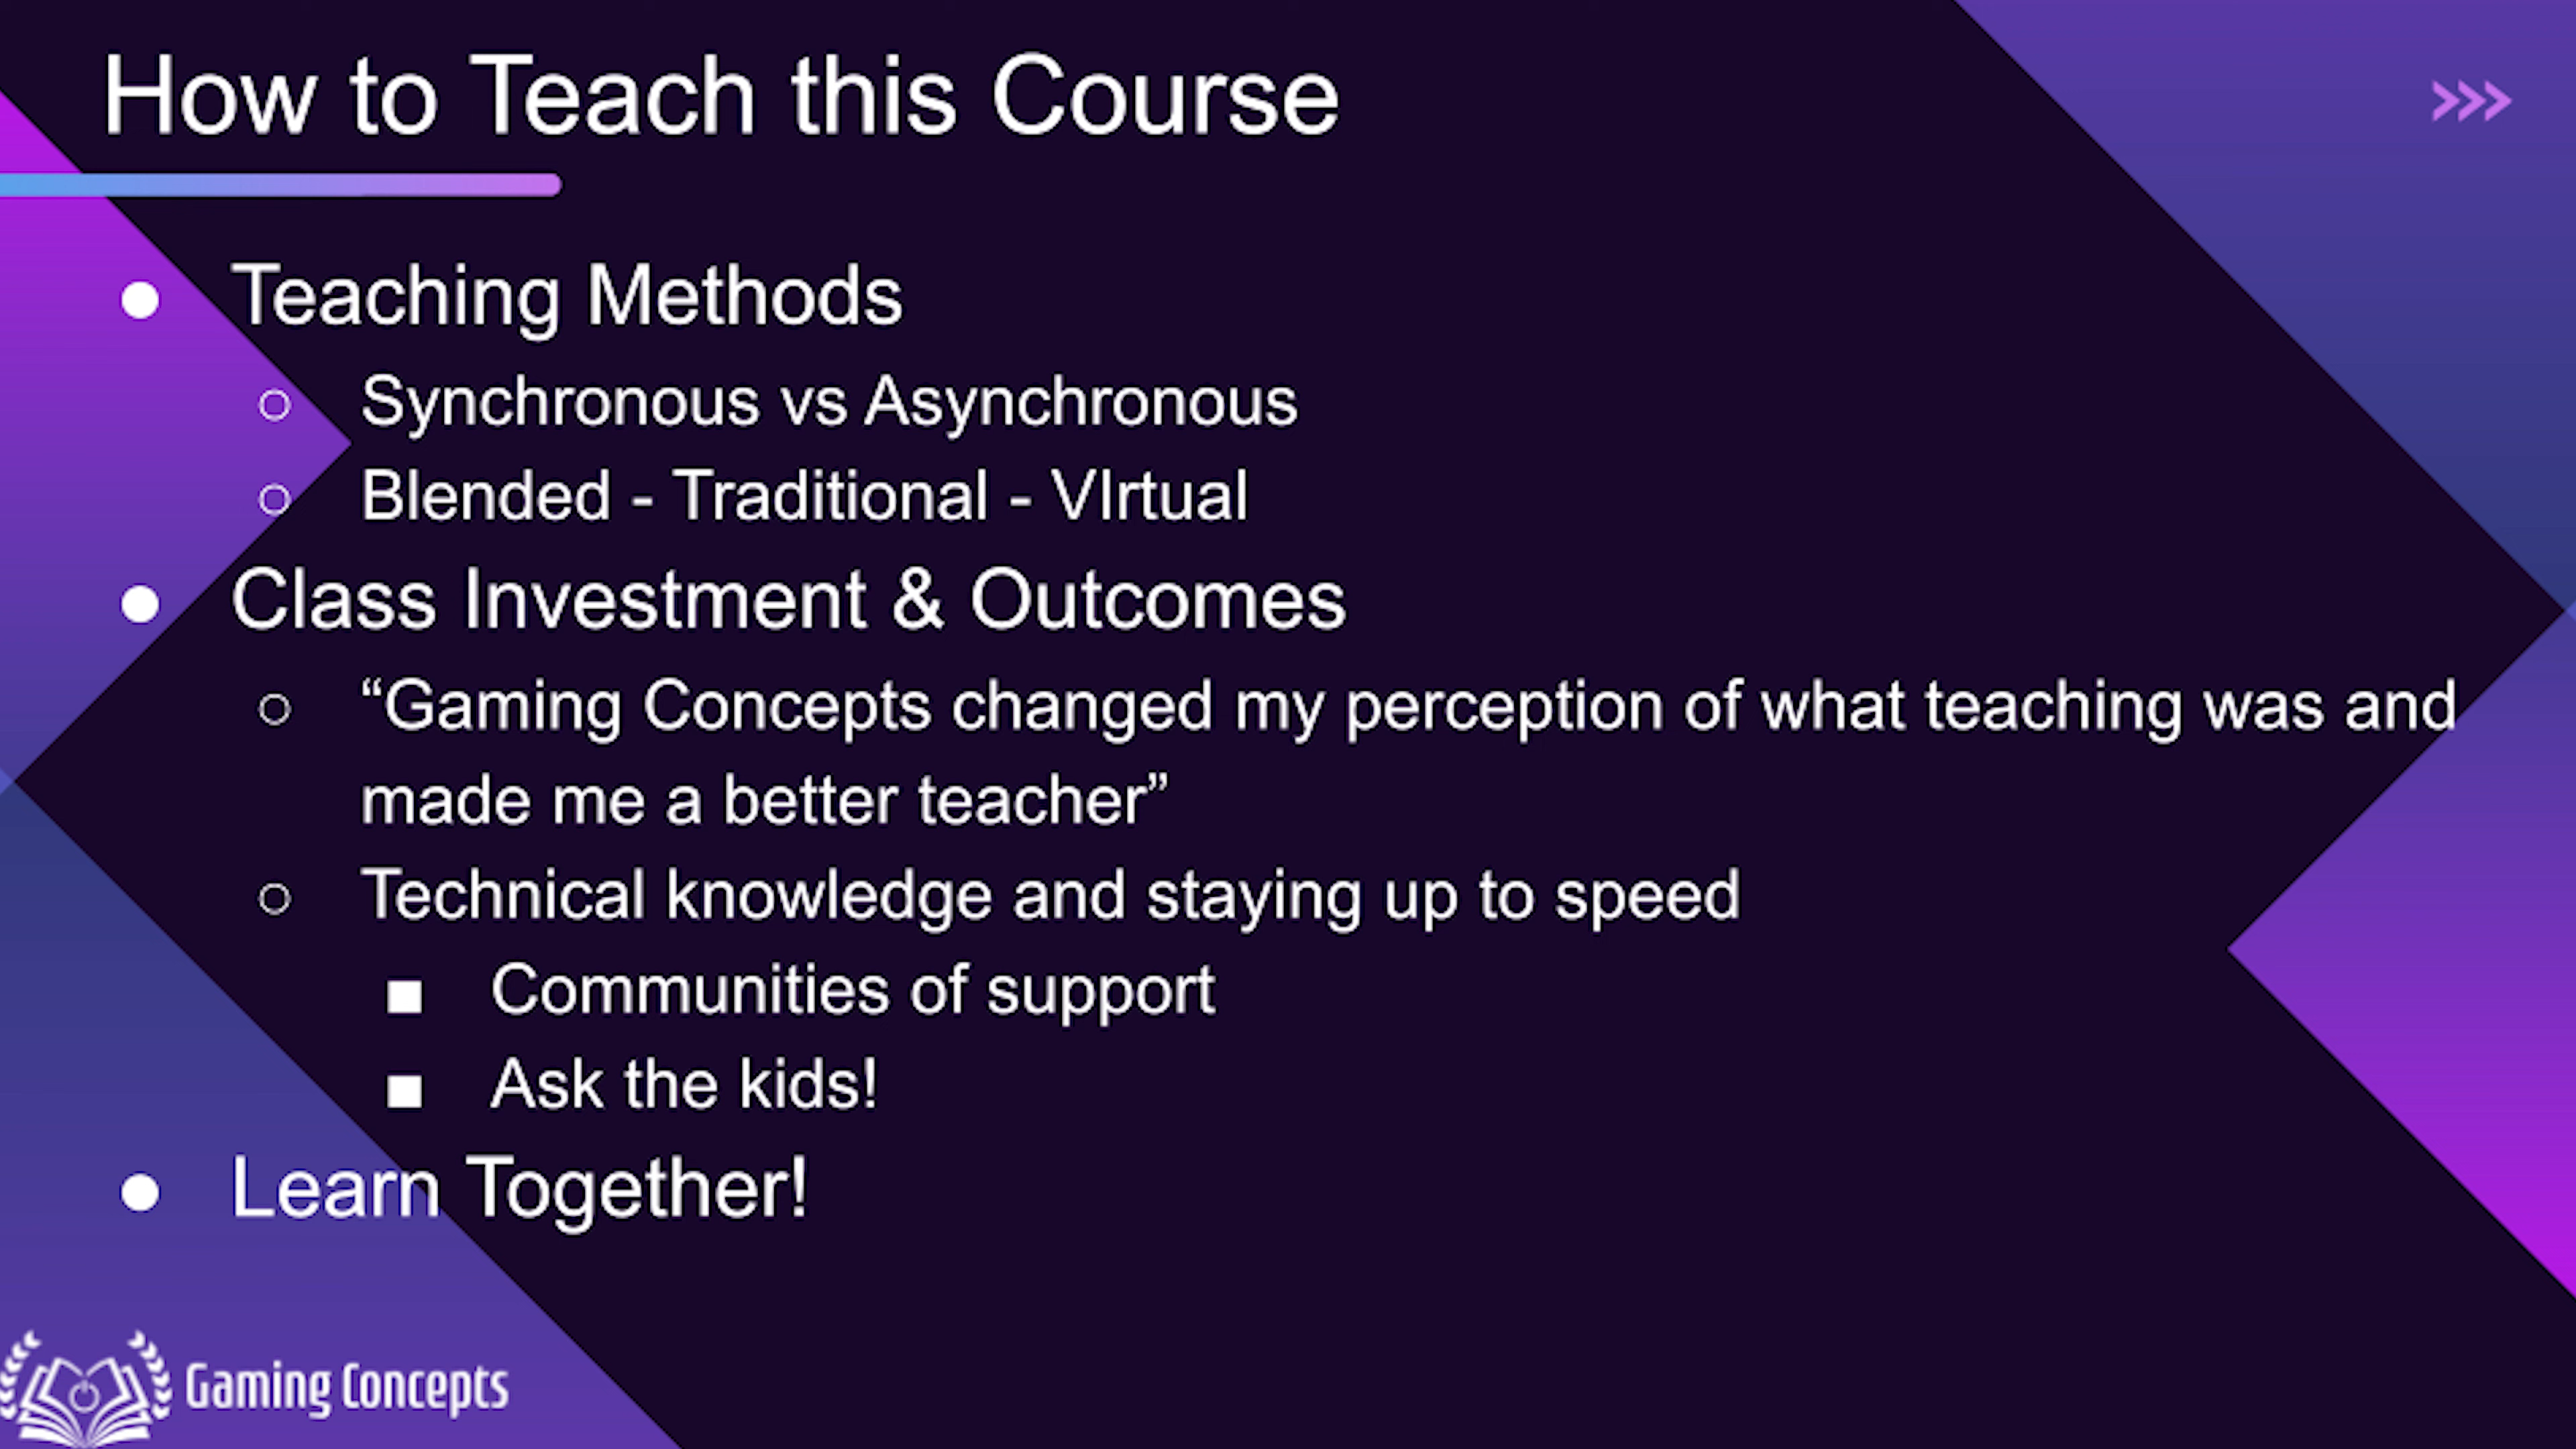 How to Teach this Course
>>>
● Teaching Methods
○ Synchronous vs Asynchronous
○ Blended - Traditional - VIrtual
● Class Investment & Outcomes
○ “Gaming Concepts changed my perception of what teaching was and
made me a better teacher”
○ Technical knowledge and staying up to speed
■ Communities of support
■ Ask the kids!
● Learn Together!
Gaming Concepts